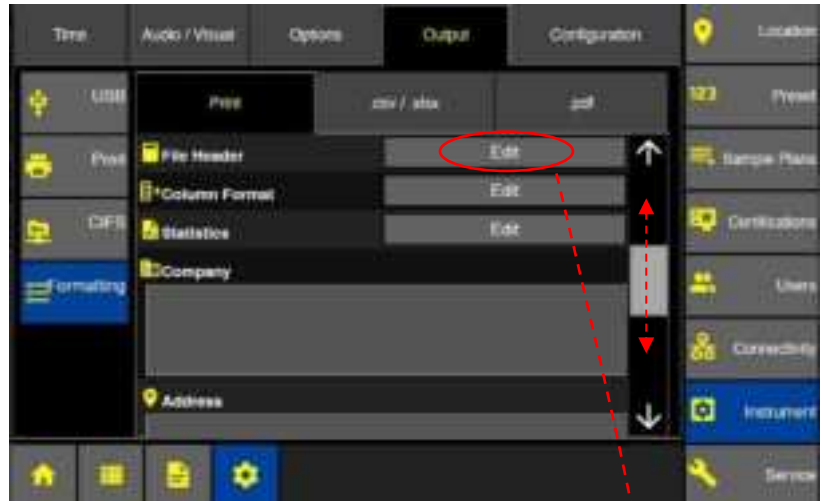 Time Audio / Visual Options Output Configuration
Location
USB
Print
csv / xlsx
pdf
123 Preset
Print
File Header Edit
Sample Plans
Column Format Edit
CIFS
Statistics Edit
Certifications
Formatting
Company
Users
Connectivity
Address
Instrument
Service